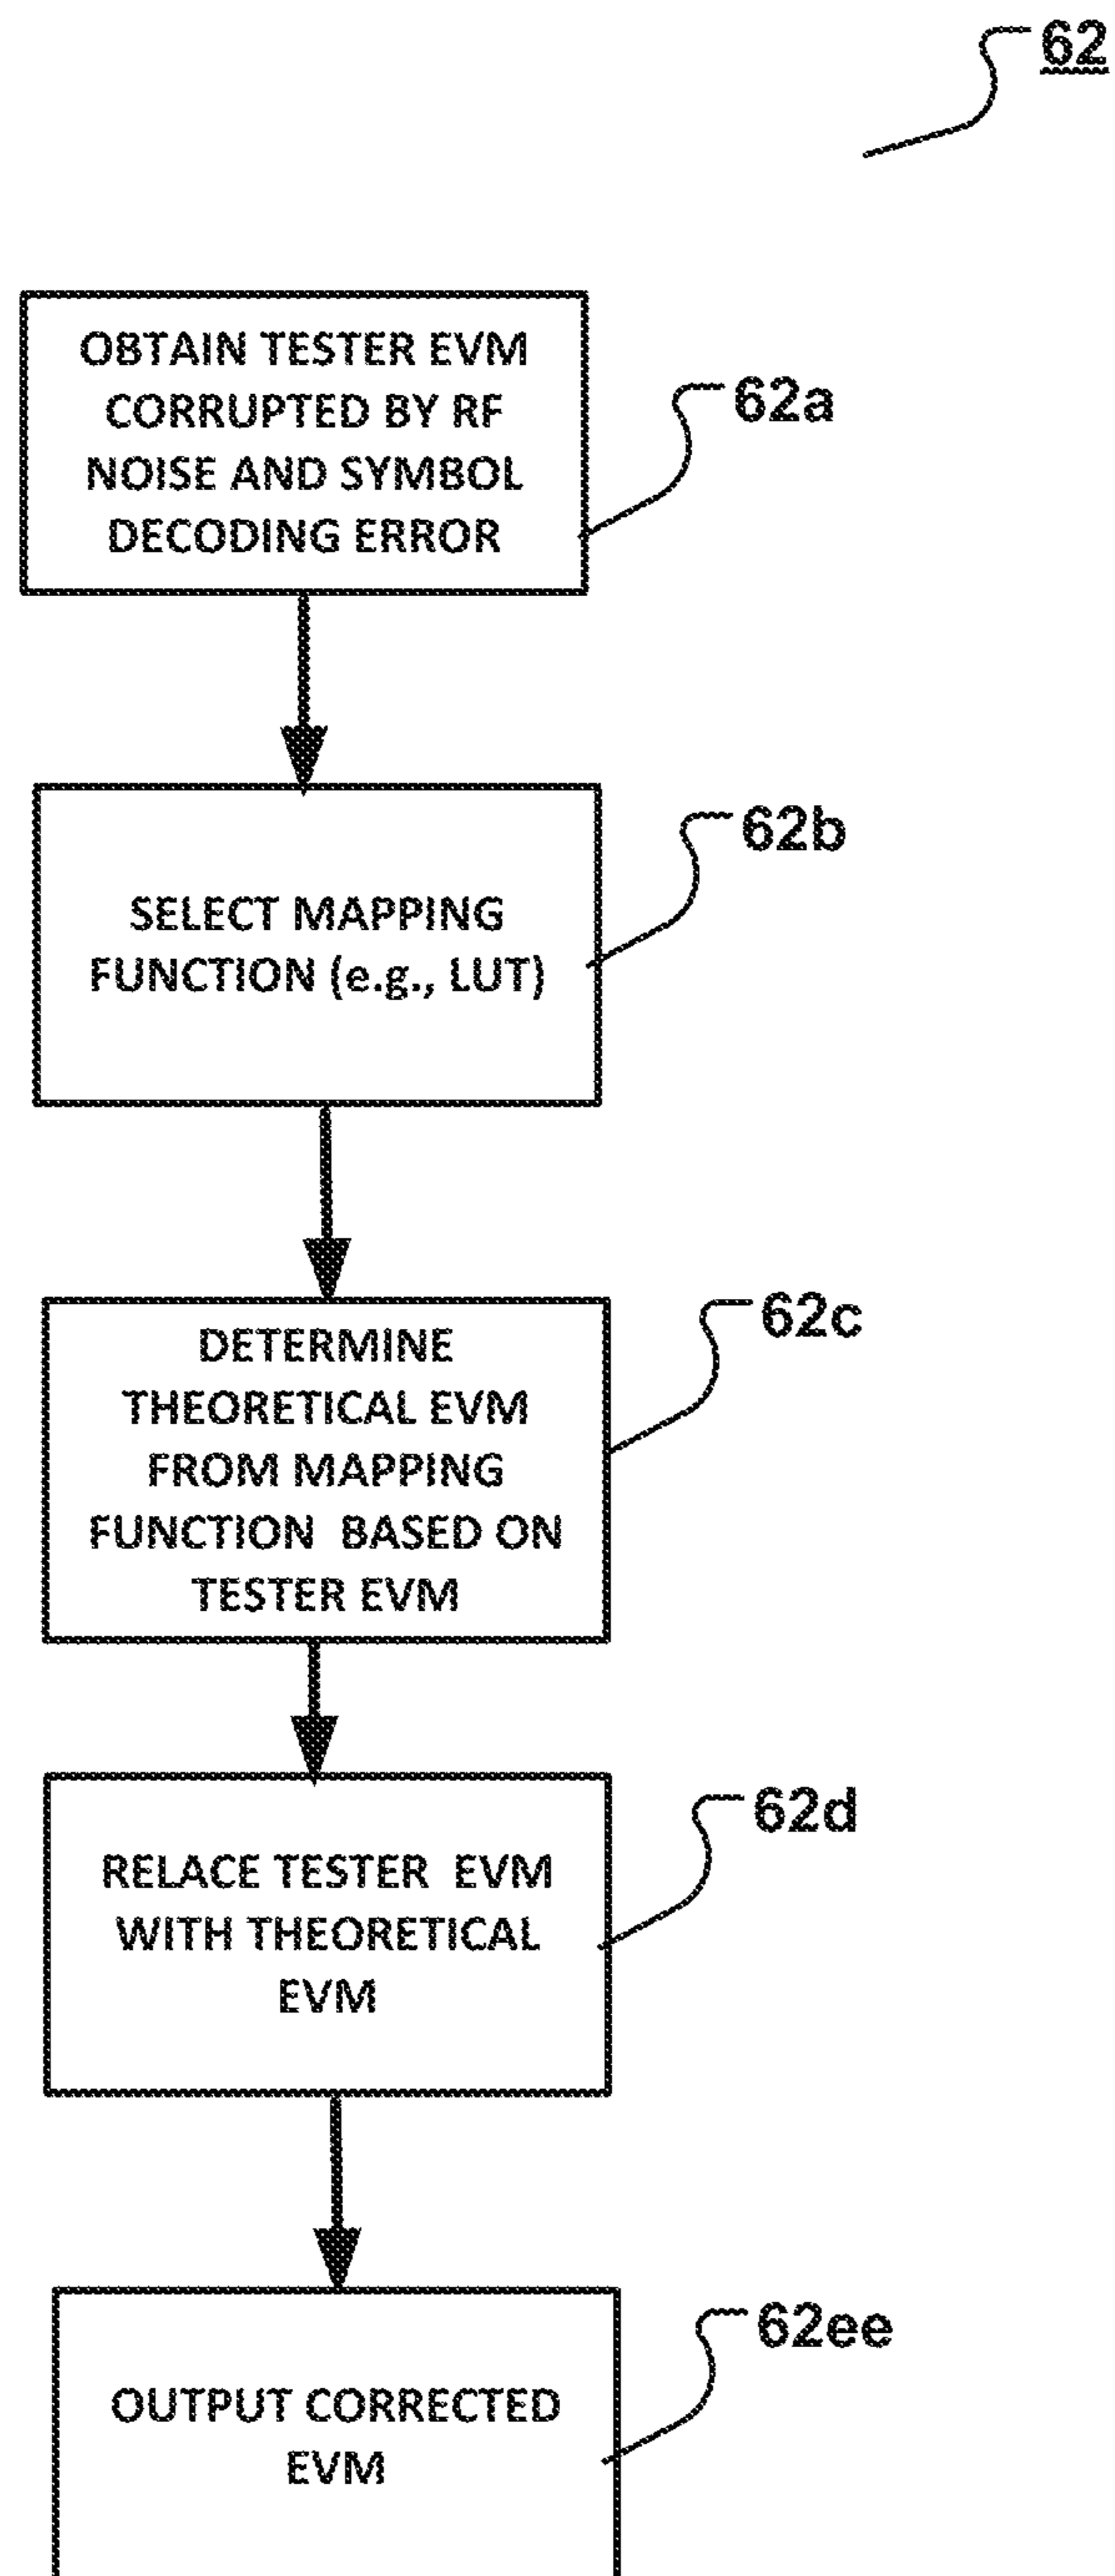 62
OBTAIN TESTER EVM
CORRUPTED BY RF
NOISE AND SYMBOL
DECODING ERROR
62a
SELECT MAPPING
FUNCTION (e.g., LUT)
62b
DETERMINE
THEORETICAL EVM
FROM MAPPING
FUNCTION BASED ON
TESTER EVM
62c
RELACE TESTER EVM
WITH THEORETICAL
EVM
62d
OUTPUT CORRECTED
EVM
62ee